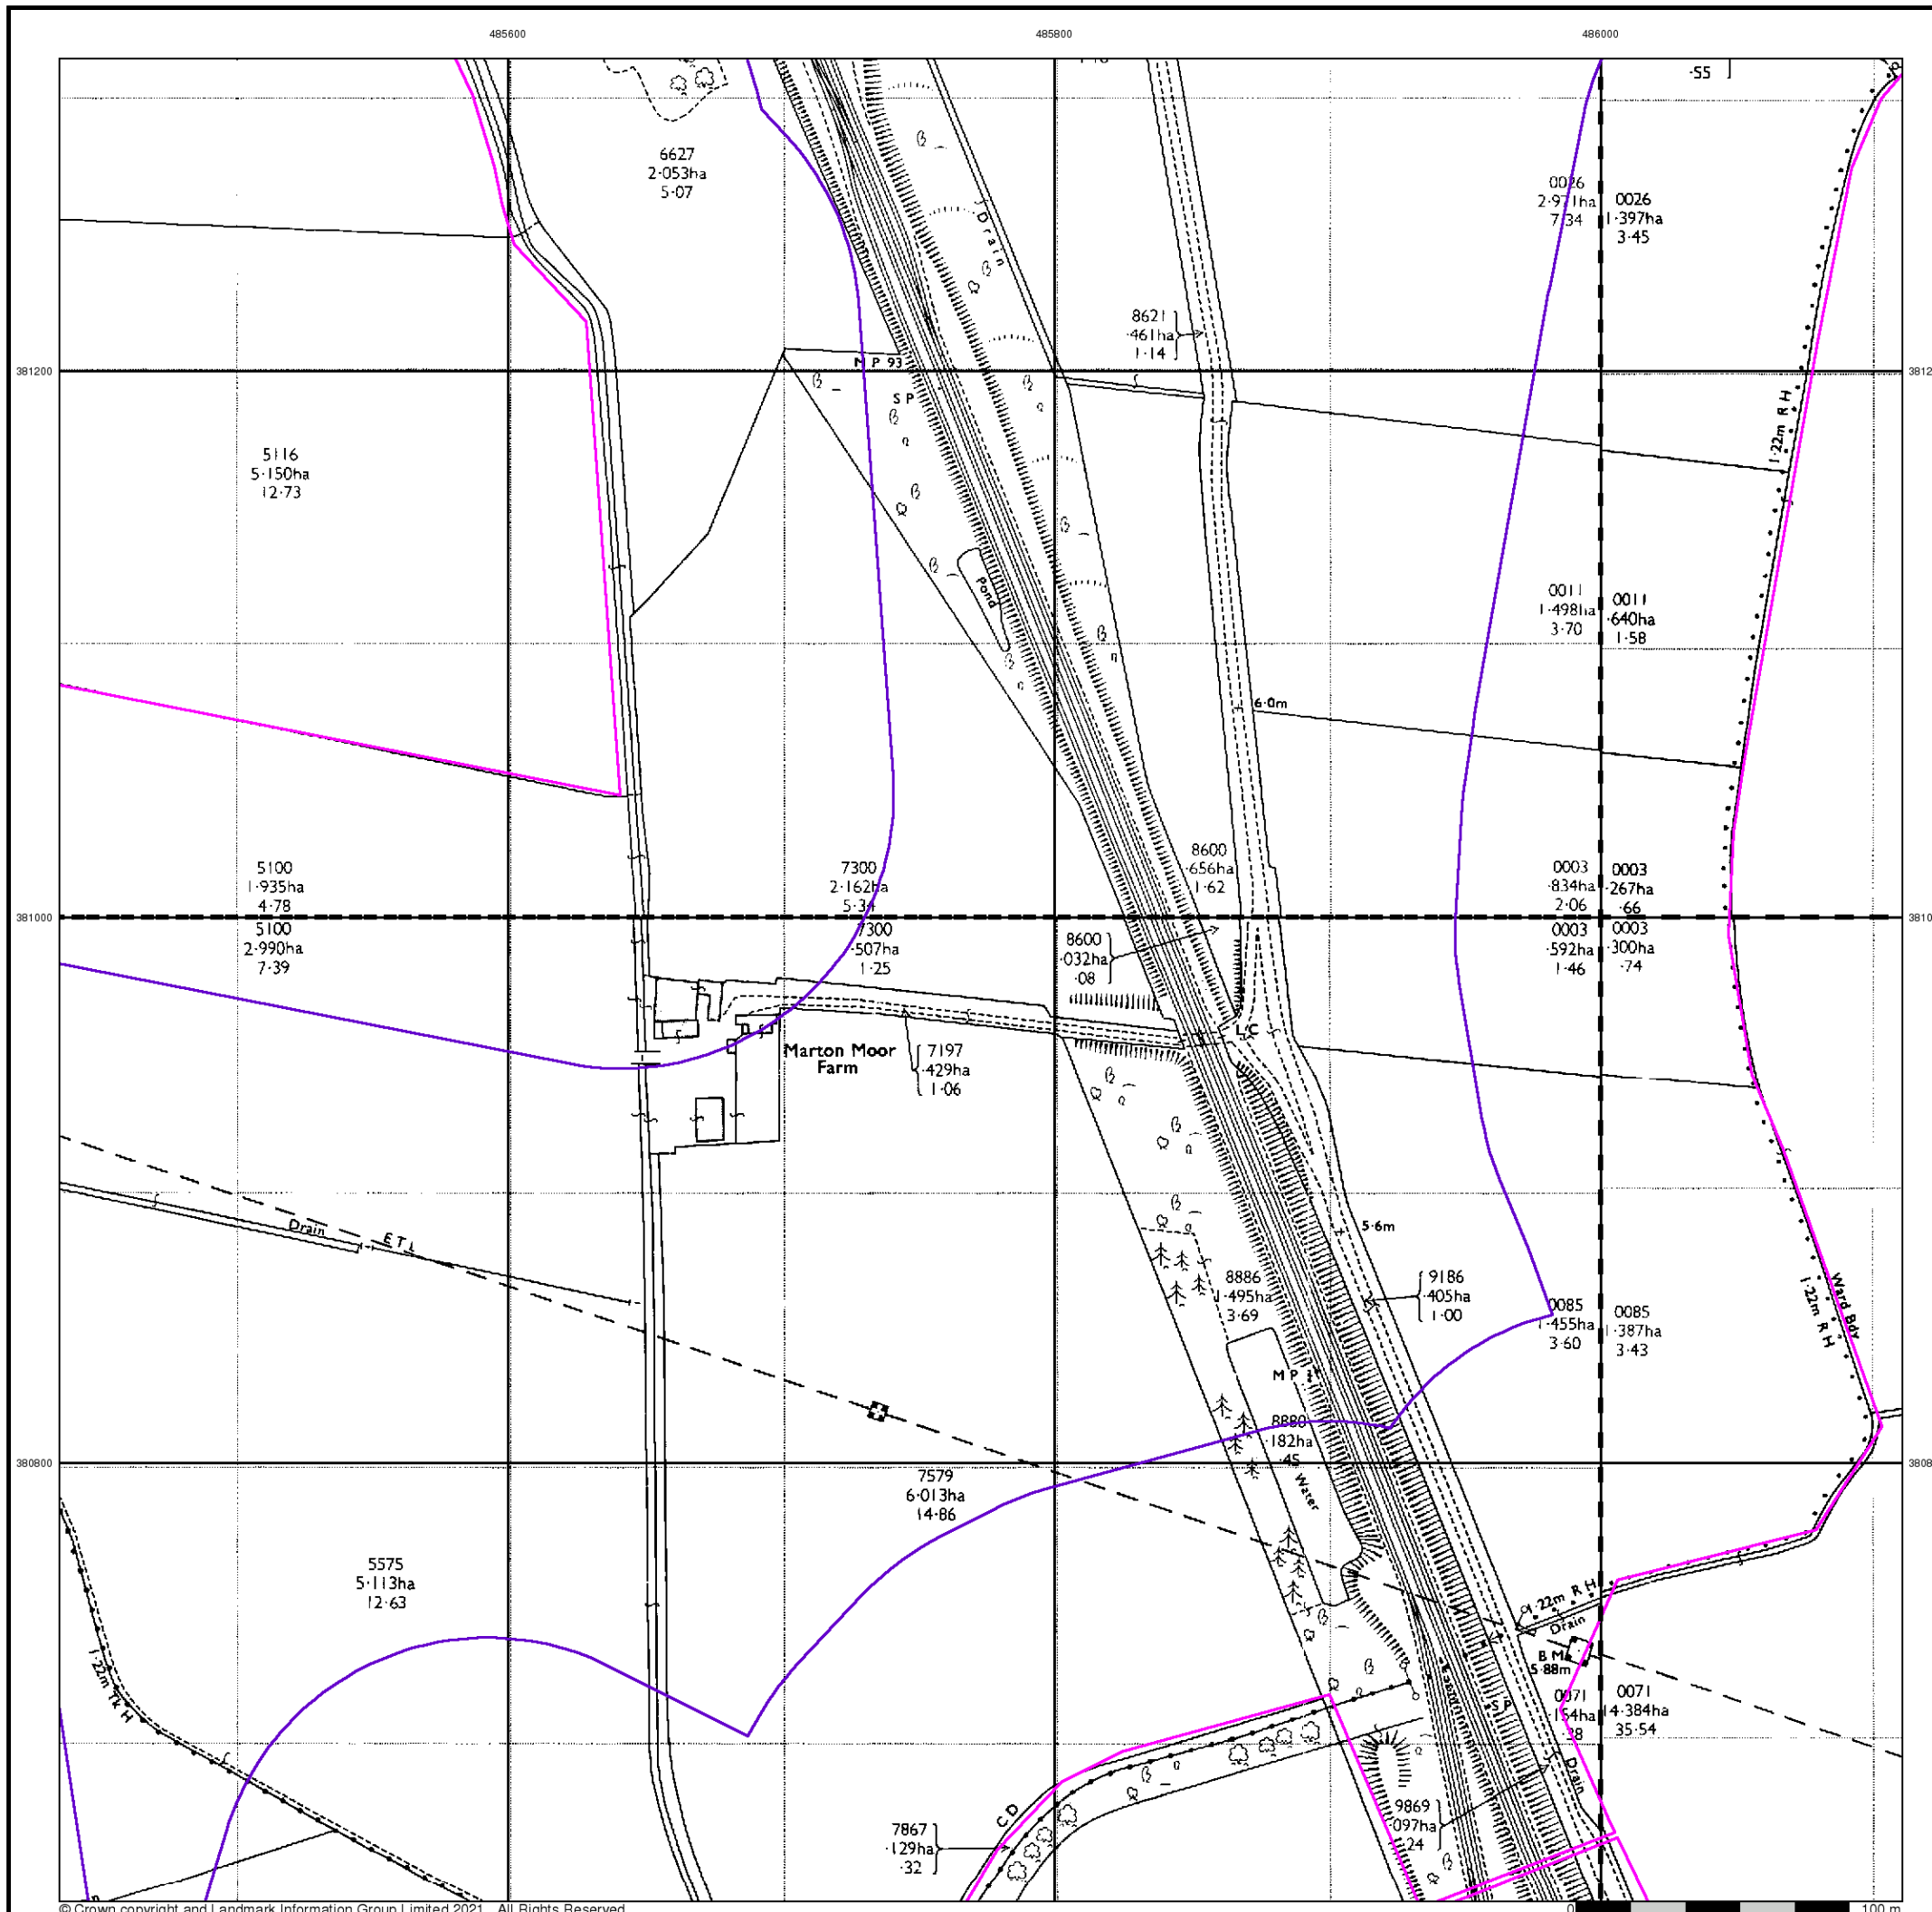 485600
485800
486000
·55
6627
2·053ha
5·07
0026
2·971ha
7·34
0026
1·397ha
3·45
Drain
8621
·461ha
1·14
381200
M P 93
S P
1·22m R H
5116
5·150ha
12·73
Pond
0011
1·498ha
3·70
0011
·640ha
1·58
6·0m
5100
1·935ha
4·78
7300
2·162ha
5·34
8600
·656ha
1·62
0003
·834ha
2·06
0003
·267ha
·66
381000
5100
2·990ha
7·39
7300
·507ha
1·25
8600
·032ha
·08
0003
·592ha
1·46
0003
·300ha
·74
L C
Marton Moor
Farm
7197
·429ha
1·06
Drain
E T L
5·6m
8886
1·495ha
3·69
9186
·405ha
1·00
0085
1·455ha
3·60
0085
1·387ha
3·43
Ward Bdy
1·22m R H
M P
8880
·182ha
·45
Water
380800
7579
6·013ha
14·86
5575
5·113ha
12·63
1·22m R H
Drain
B M
5·88m
1·22m Tk H
S P
0071
·154ha
·38
0071
14·384ha
35·54
Drain
C D
7867
·129ha
·32
9869
·097ha
·24
© Crown copyright and Landmark Information Group Limited 2021. All Rights Reserved.
0
100 m